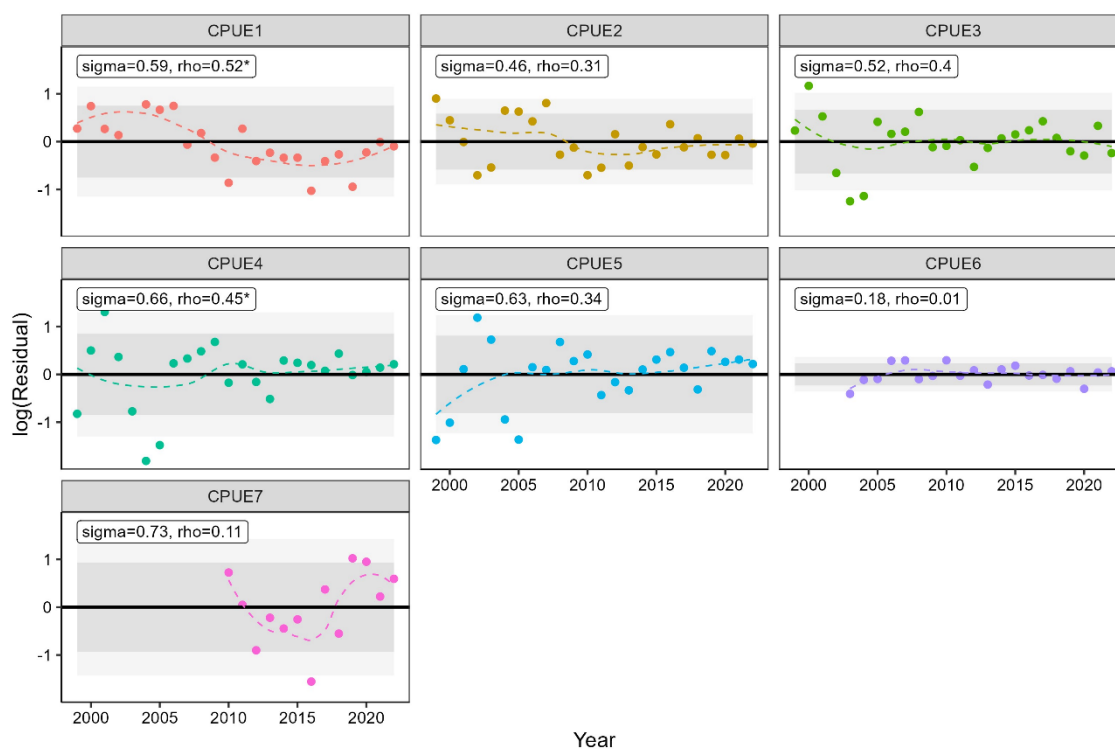 CPUE1
CPUE2
CPUE3
sigma=0.59, rho=0.52*
sigma=0.46, rho=0.31
sigma=0.52, rho=0.4
1
0
-1
CPUE4
CPUE5
CPUE6
sigma=0.66, rho=0.45*
sigma=0.63, rho=0.34
sigma=0.18, rho=0.01
1
0
-1
log(Residual)
2000 2005 2010 2015 2020
2000 2005 2010 2015 2020
CPUE7
sigma=0.73, rho=0.11
1
0
-1
2000 2005 2010 2015 2020
Year